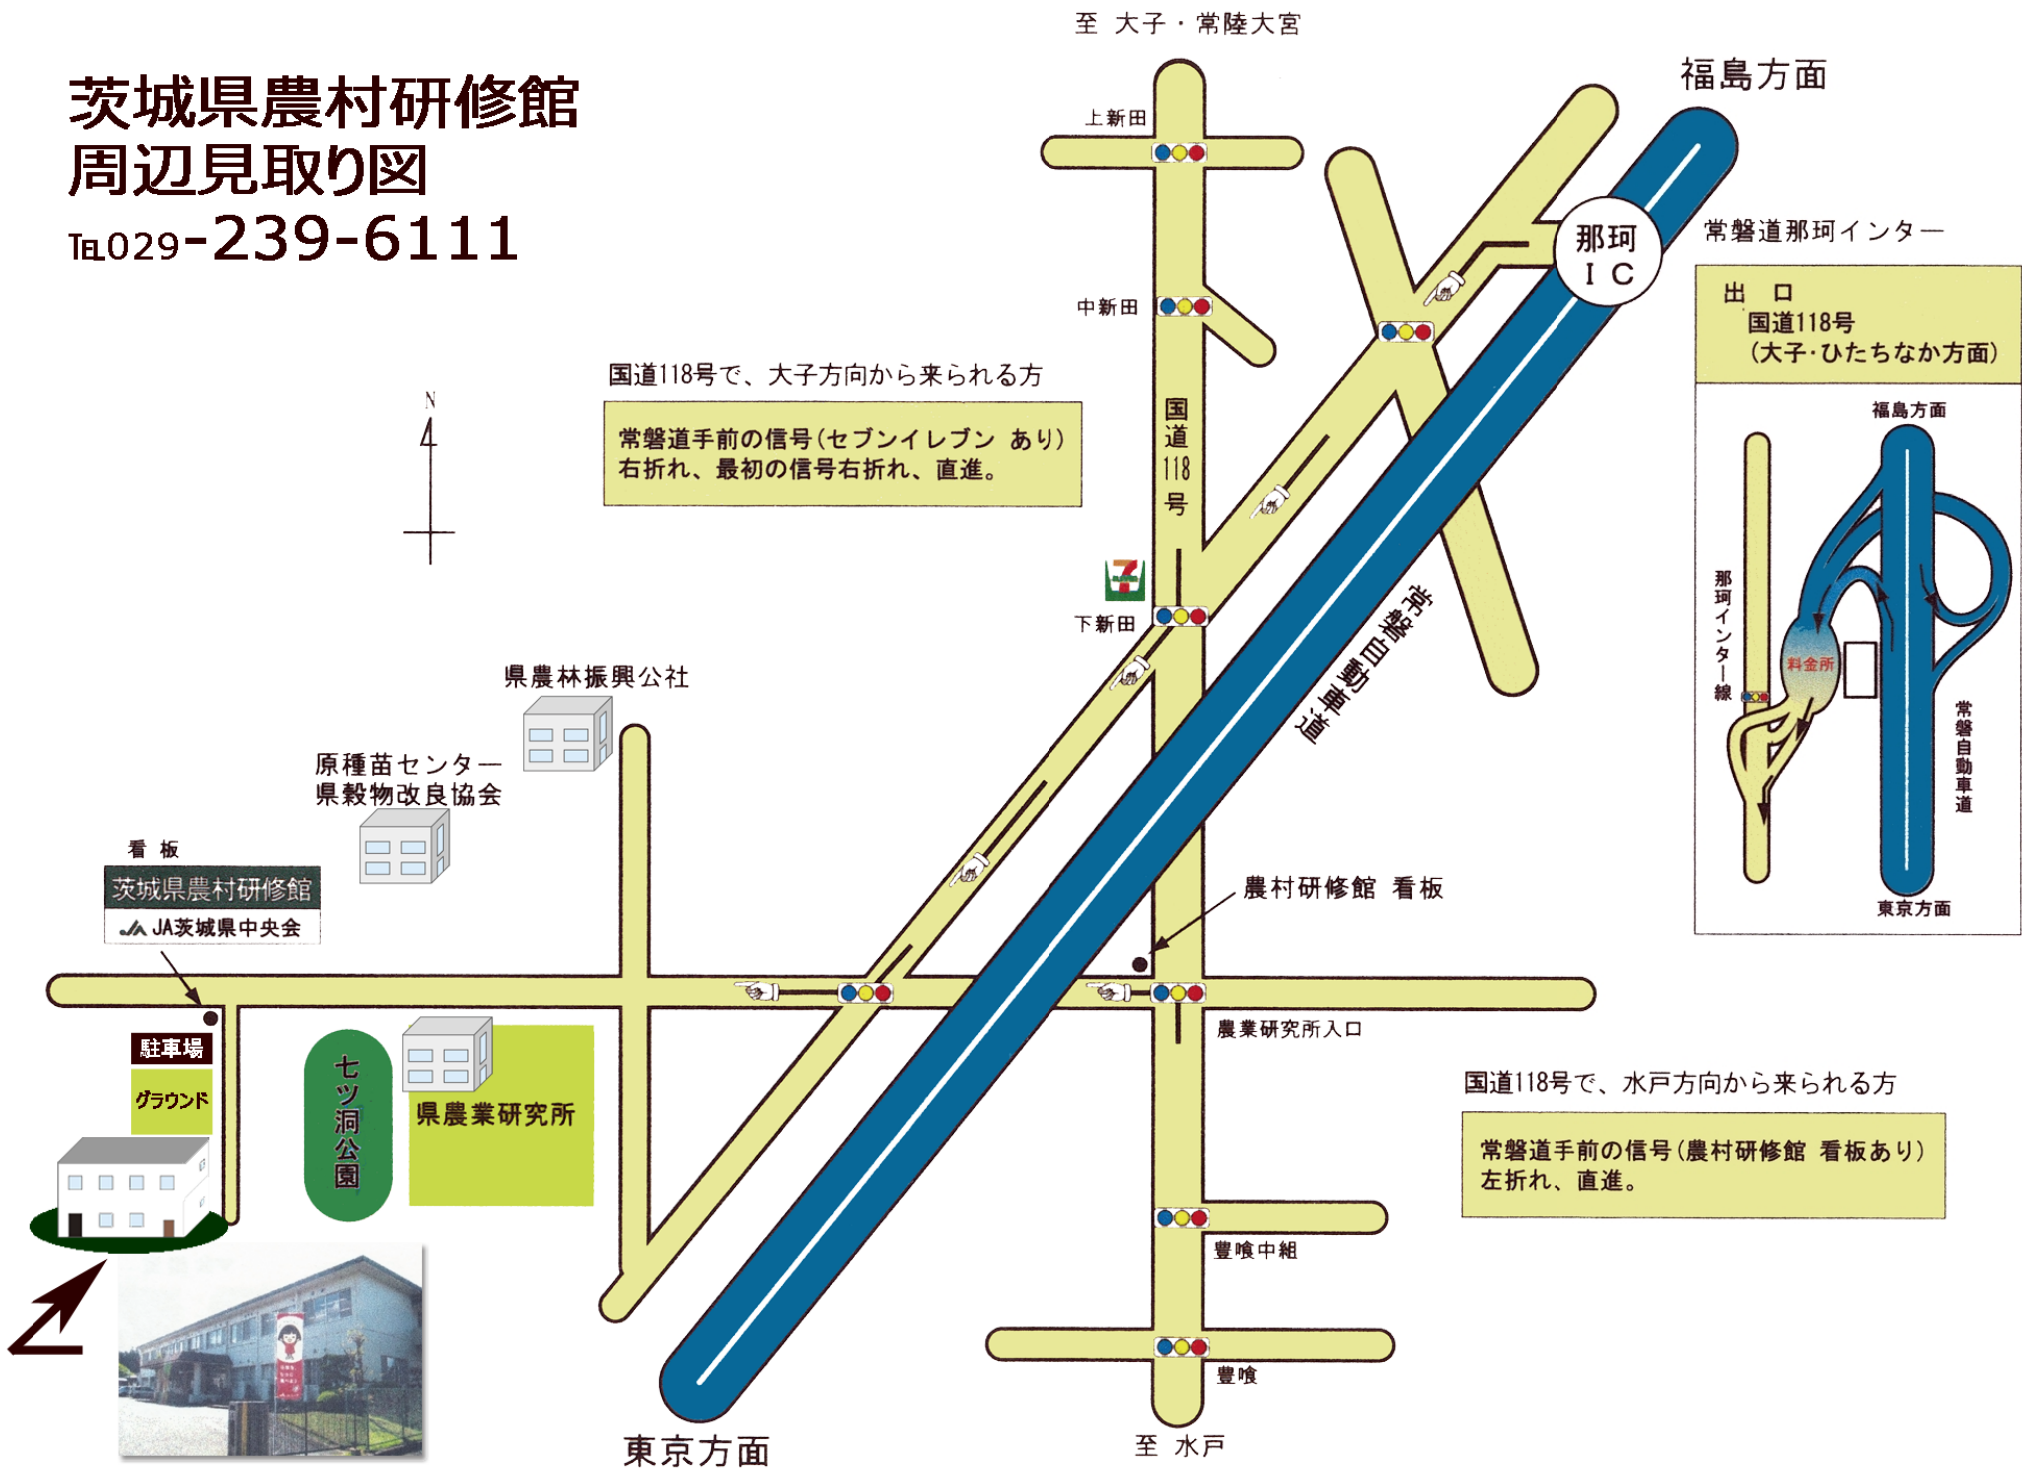 茨城県農村研修館
周辺見取り図
℡029-239-6111
至 大子・常陸大宮
福島方面
上新田
那珂
IC
常磐道那珂インター
出 口
国道118号
(大子・ひたちなか方面)
中新田
国道118号で、大子方向から来られる方
常磐道手前の信号(セブンイレブン あり)
右折れ、最初の信号右折れ、直進。
N
国道118号
福島方面
那珂インター線
料金所
常磐自動車道
東京方面
7
下新田
常磐自動車道
県農林振興公社
原種苗センター
県穀物改良協会
看 板
茨城県農村研修館
JA茨城県中央会
農村研修館 看板
農業研究所入口
駐車場
グラウンド
七ツ洞公園
県農業研究所
国道118号で、水戸方向から来られる方
常磐道手前の信号(農村研修館 看板あり)
左折れ、直進。
豊喰中組
豊喰
至 水戸
東京方面